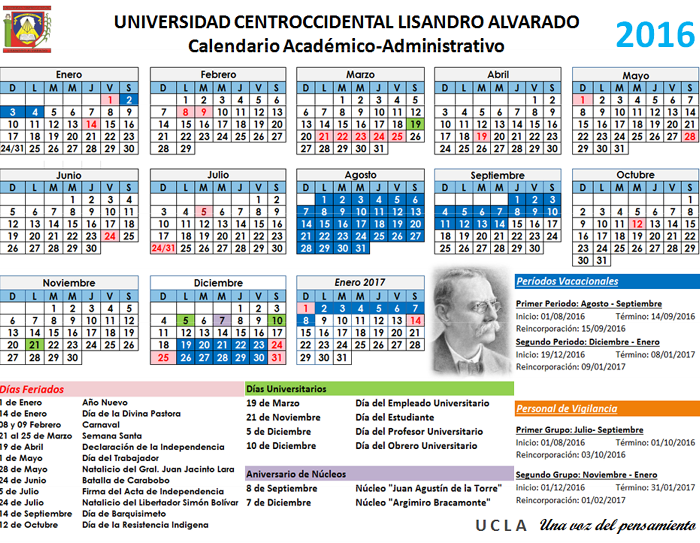 UNIVERSIDAD CENTROCCIDENTAL LISANDRO ALVARADO
Calendario Académico-Administrativo
2016
Enero
D L M M J V S
1 2
3 4 5 6 7 8 9
10 11 12 13 14 15 16
17 18 19 20 21 22 23
24/31 25 26 27 28 29 30
Febrero
D L M M J V S
1 2 3 4 5 6
7 8 9 10 11 12 13
14 15 16 17 18 19 20
21 22 23 24 25 26 27
28 29
Marzo
D L M M J V S
1 2 3 4 5
6 7 8 9 10 11 12
13 14 15 16 17 18 19
20 21 22 23 24 25 26
27 28 29 30 31
Abril
D L M M J V S
1 2
3 4 5 6 7 8 9
10 11 12 13 14 15 16
17 18 19 20 21 22 23
24 25 26 27 28 29 30
Mayo
D L M M J V S
1 2 3 4 5 6 7
8 9 10 11 12 13 14
15 16 17 18 19 20 21
22 23 24 25 26 27 28
29 30 31
Junio
D L M M J V S
1 2 3 4
5 6 7 8 9 10 11
12 13 14 15 16 17 18
19 20 21 22 23 24 25
26 27 28 29 30
Julio
D L M M J V S
1 2
3 4 5 6 7 8 9
10 11 12 13 14 15 16
17 18 19 20 21 22 23
24/31 25 26 27 28 29 30
Agosto
D L M M J V S
1 2 3 4 5 6
7 8 9 10 11 12 13
14 15 16 17 18 19 20
21 22 23 24 25 26 27
28 29 30 31
Septiembre
D L M M J V S
1 2 3
4 5 6 7 8 9 10
11 12 13 14 15 16 17
18 19 20 21 22 23 24
25 26 27 28 29 30
Octubre
D L M M J V S
1
2 3 4 5 6 7 8
9 10 11 12 13 14 15
16 17 18 19 20 21 22
23 24 25 26 27 28 29
30 31
Noviembre
D L M M J V S
1 2 3 4 5
6 7 8 9 10 11 12
13 14 15 16 17 18 19
20 21 22 23 24 25 26
27 28 29 30
Diciembre
D L M M J V S
1 2 3
4 5 6 7 8 9 10
11 12 13 14 15 16 17
18 19 20 21 22 23 24
25 26 27 28 29 30 31
Enero 2017
D L M M J V S
1 2 3 4 5 6 7
8 9 10 11 12 13 14
15 16 17 18 19 20 21
22 23 24 25 26 27 28
29 30 31
Períodos Vacacionales
Primer Periodo: Agosto - Septiembre
Inicio: 01/08/2016 Término: 14/09/2016
Reincorporación: 15/09/2016
Segundo Periodo: Diciembre - Enero
Inicio: 19/12/2016 Término: 08/01/2017
Reincorporación: 09/01/2017
Personal de Vigilancia
Primer Grupo: Julio- Septiembre
Inicio: 01/08/2016 Término: 01/10/2016
Reincorporación: 03/10/2016
Segundo Grupo: Noviembre - Enero
Inicio: 01/12/2016 Término: 31/01/2017
Reincorporación: 01/02/2017
Días Feriados
1 de Enero Año Nuevo
14 de Enero Día de la Divina Pastora
08 y 09 Febrero Carnaval
21 al 25 de Marzo Semana Santa
19 de Abril Declaración de la Independencia
1 de Mayo Día del Trabajador
28 de Mayo Natalicio del Gral. Juan Jacinto Lara
24 de Junio Batalla de Carabobo
5 de Julio Firma del Acta de Independencia
24 de Julio Natalicio del Libertador Simón Bolívar
14 de Septiembre Día de Barquisimeto
12 de Octubre Día de la Resistencia Indígena
Días Universitarios
19 de Marzo Día del Empleado Universitario
21 de Noviembre Día del Estudiante
5 de Diciembre Día del Profesor Universitario
10 de Diciembre Día del Obrero Universitario
Aniversario de Núcleos
8 de Septiembre Núcleo "Juan Agustín de la Torre"
7 de Diciembre Núcleo "Argimiro Bracamonte"
UCLA Una voz del pensamiento